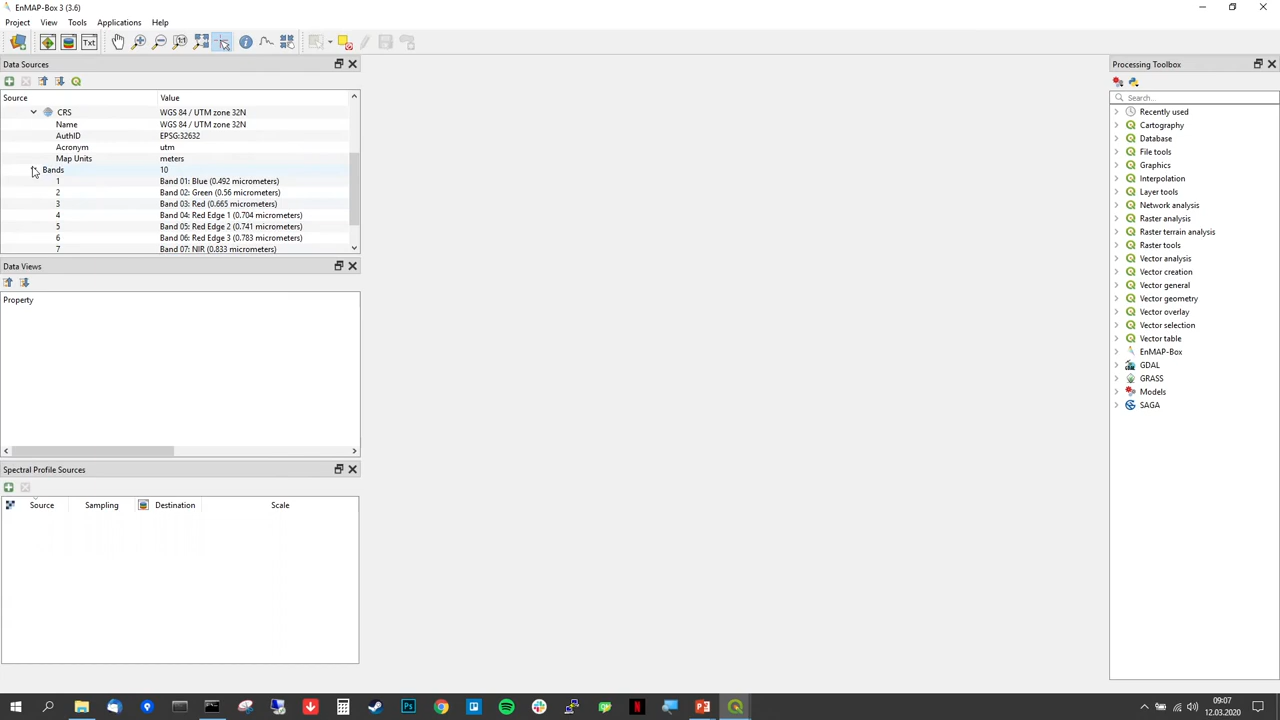 EnMAP-Box 3 (3.6)
Project View Tools Applications Help
Txt
Data Sources
Source Value
CRS WGS 84 / UTM zone 32N
Name WGS 84 / UTM zone 32N
AuthID EPSG:32632
Acronym utm
Map Units meters
Bands 10
1 Band 01: Blue (0.492 micrometers)
2 Band 02: Green (0.56 micrometers)
3 Band 03: Red (0.665 micrometers)
4 Band 04: Red Edge 1 (0.704 micrometers)
5 Band 05: Red Edge 2 (0.741 micrometers)
6 Band 06: Red Edge 3 (0.783 micrometers)
7 Band 07: NIR (0.833 micrometers)
Data Views
Property
Spectral Profile Sources
Source Sampling Destination Scale
Processing Toolbox
Search...
Recently used
Cartography
Database
File tools
Graphics
Interpolation
Layer tools
Network analysis
Raster analysis
Raster terrain analysis
Raster tools
Vector analysis
Vector creation
Vector general
Vector geometry
Vector overlay
Vector selection
Vector table
EnMAP-Box
GDAL
GRASS
Models
SAGA
09:07
12.03.2020